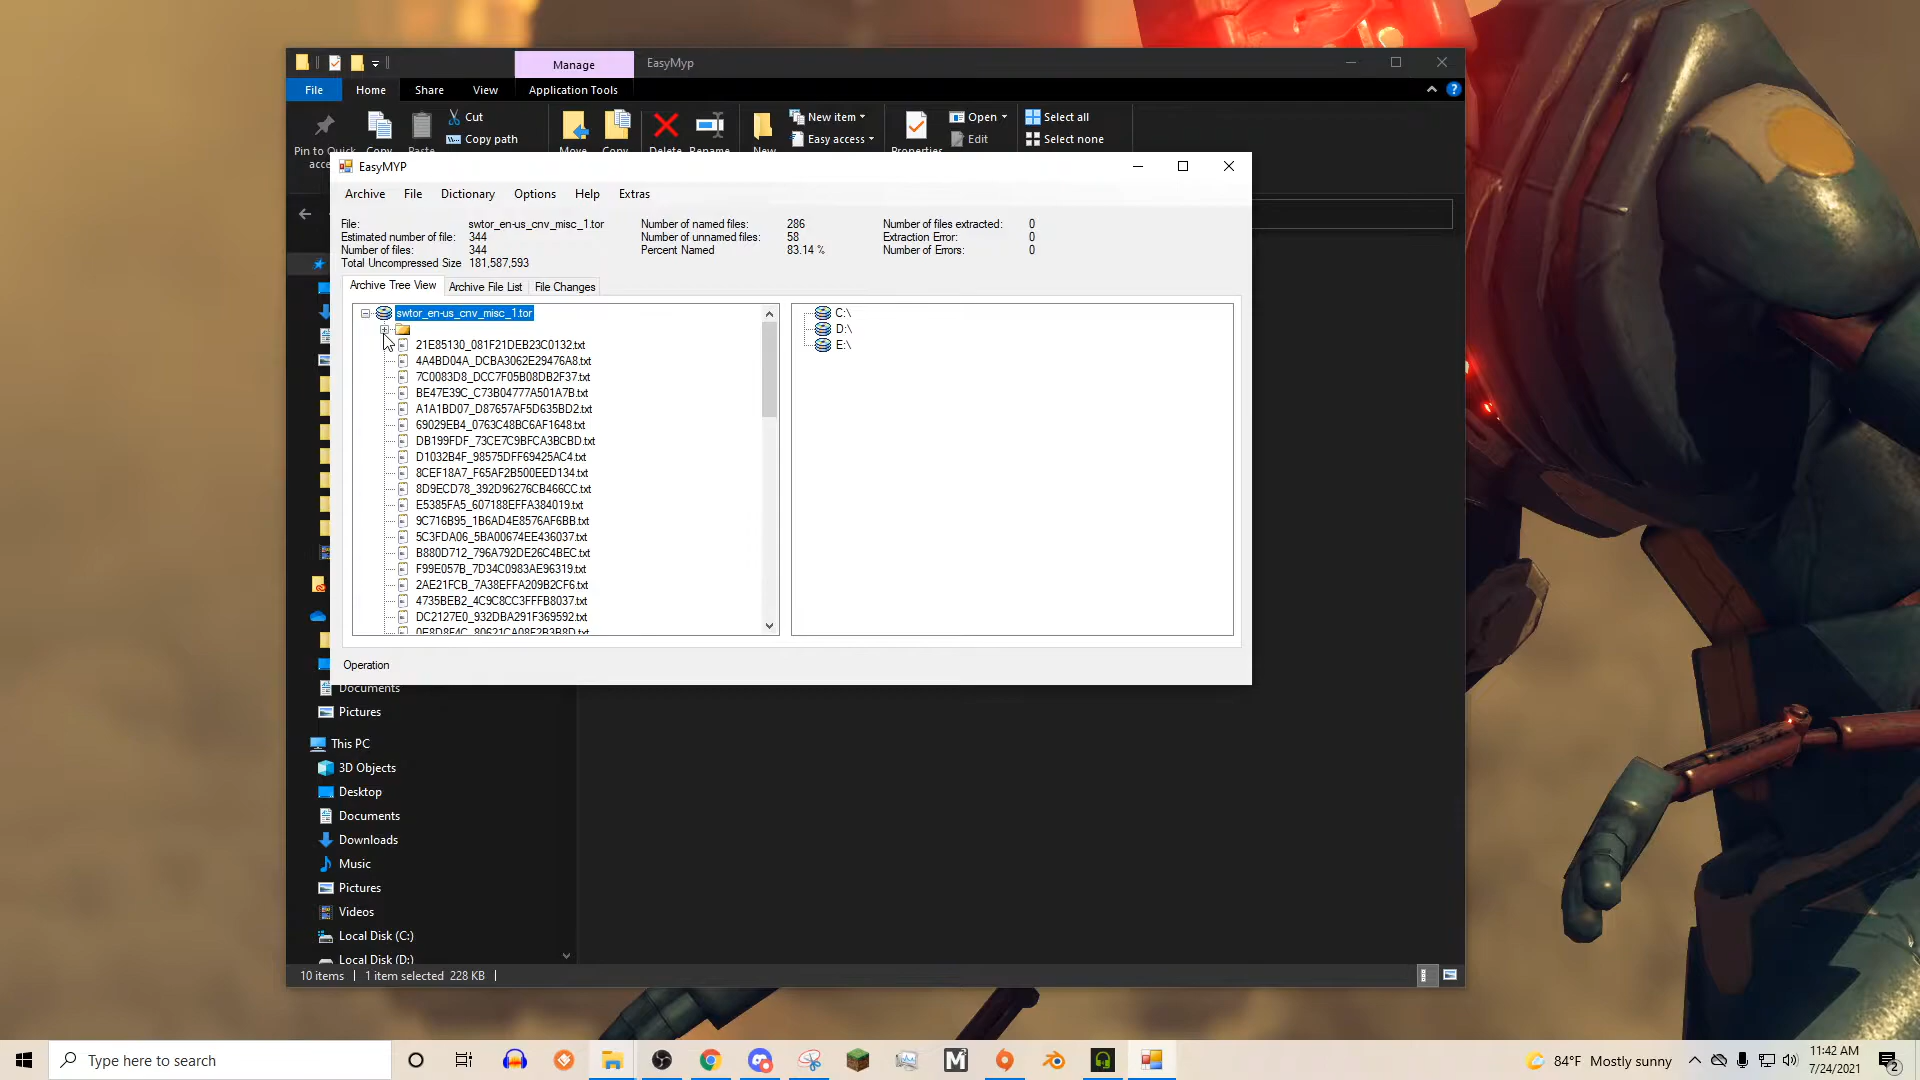 Manage
EasyMyp
File
Home
Share
View
Application Tools
Cut
Copy path
New item
Easy access
Open
Edit
Select all
Select none
Pin to Quick
EasyMYP
Archive
File
Dictionary
Options
Help
Extras
File: swtor_en-us_cnv_misc_1.tor
Number of named files: 286
Number of files extracted: 0
Estimated number of file: 344
Number of unnamed files: 58
Extraction Error: 0
Number of files: 344
Percent Named 83.14 %
Number of Errors: 0
Total Uncompressed Size 181,587,593
Archive Tree View
Archive File List
File Changes
swtor_en-us_cnv_misc_1.tor
21E85130_081F21DEB23C0132.txt
4A4BD04A_DCBA3062E29476A8.txt
7C0083D8_DCC7F05B08DB2F37.txt
BE47E39C_C73B04777A501A7B.txt
A1A1BD07_D87657AF5D635BD2.txt
69029EB4_0763C48BC6AF1648.txt
DB199FDF_73CE7C9BFCA3BCBD.txt
D1032B4F_98575DFF69425AC4.txt
8CEF18A7_F65AF2B500EED134.txt
8D9ECD78_392D96276CB466CC.txt
E5385FA5_607188EFFA384019.txt
9C716B95_1B6AD4E8576AF6BB.txt
5C3FDA06_5BA00674EE436037.txt
B880D712_796A792DE26C4BEC.txt
F99E057B_7D34C0983AE96319.txt
2AE21FCB_7A38EFFA209B2CF6.txt
4735BEB2_4C9C8CC3FFFB8037.txt
DC2127E0_932DBA291F369592.txt
C:\
D:\
E:\
Operation
Documents
Pictures
This PC
3D Objects
Desktop
Documents
Downloads
Music
Pictures
Videos
Local Disk (C:)
Local Disk (D:)
10 items
1 item selected 228 KB
Type here to search
84°F Mostly sunny
11:42 AM
7/24/2021
2